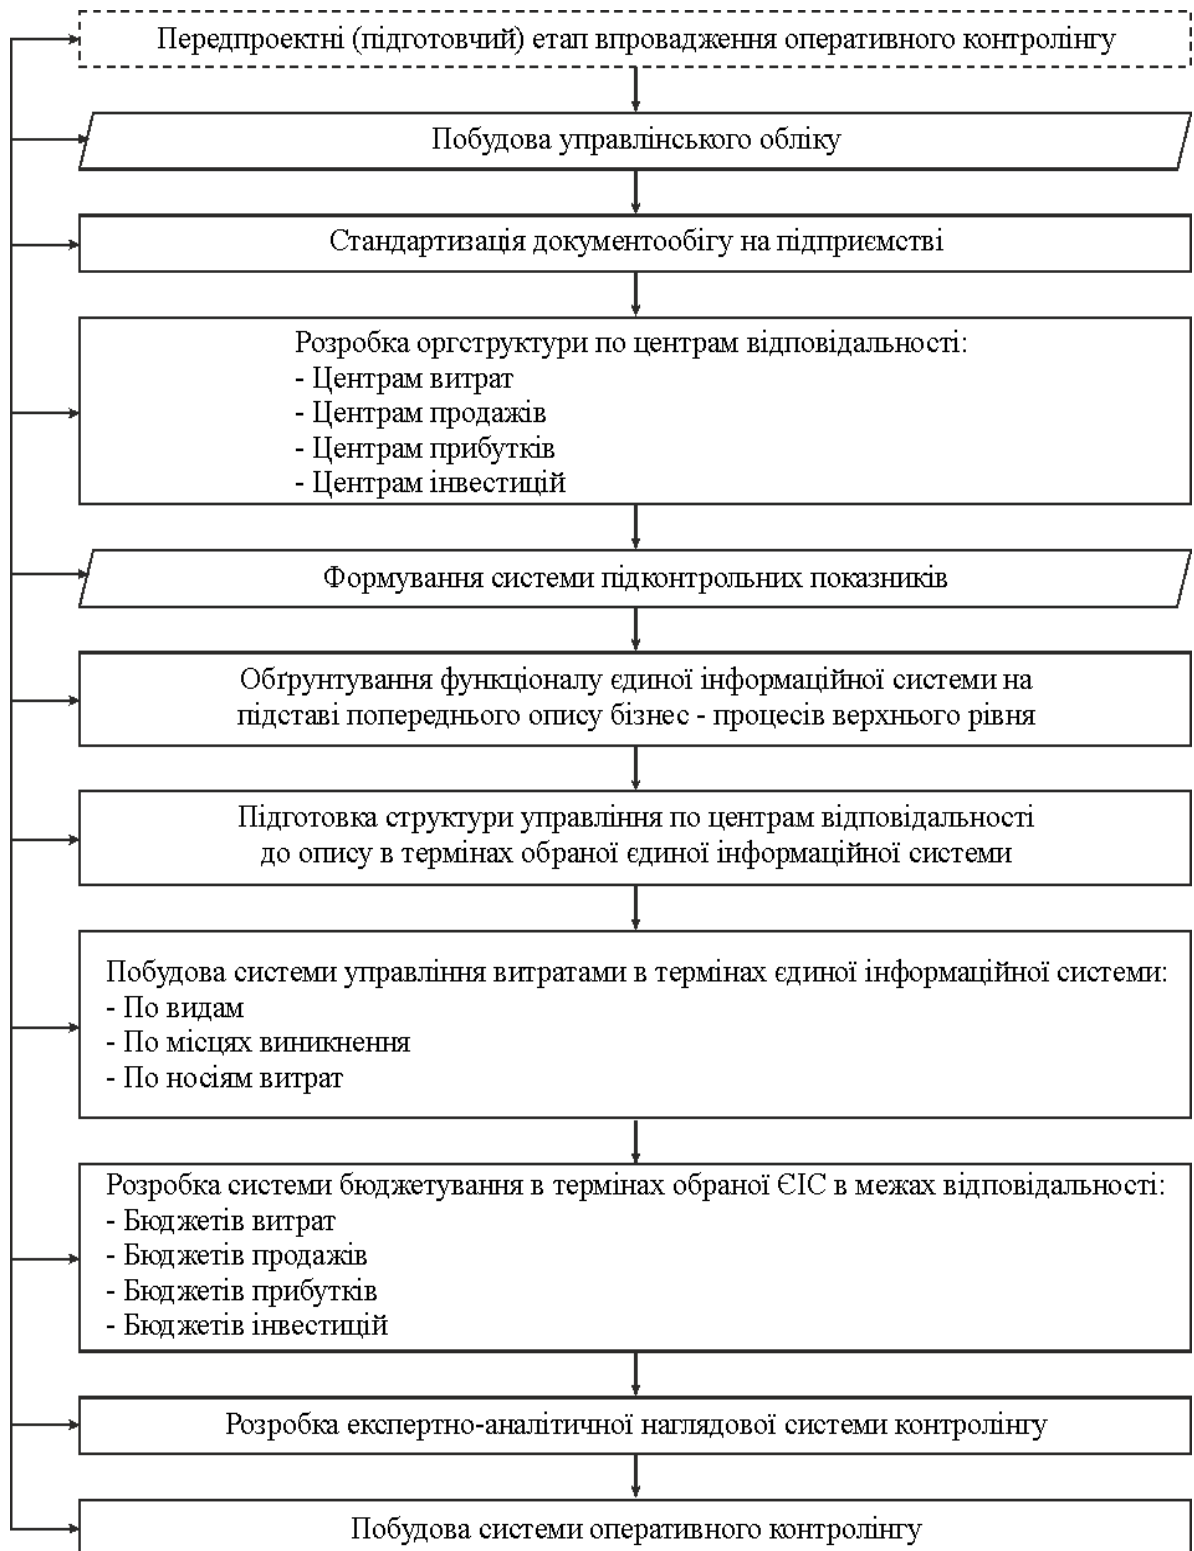 Передпроектні (підготовчий) етап впровадження оперативного контролінгу
Побудова управлінського обліку
Стандартизація документообігу на підприємстві
Розробка оргструктури по центрам відповідальності:
- Центрам витрат
- Центрам продажів
- Центрам прибутків
- Центрам інвестицій
Формування системи підконтрольних показників
Обґрунтування функціоналу єдиної інформаційної системи на
підставі попереднього опису бізнес - процесів верхнього рівня
Підготовка структури управління по центрам відповідальності
до опису в термінах обраної єдиної інформаційної системи
Побудова системи управління витратами в термінах єдиної інформаційної системи:
- По видам
- По місцях виникнення
- По носіям витрат
Розробка системи бюджетування в термінах обраної ЄІС в межах відповідальності:
- Бюджетів витрат
- Бюджетів продажів
- Бюджетів прибутків
- Бюджетів інвестицій
Розробка експертно-аналітичної наглядової системи контролінгу
Побудова системи оперативного контролінгу